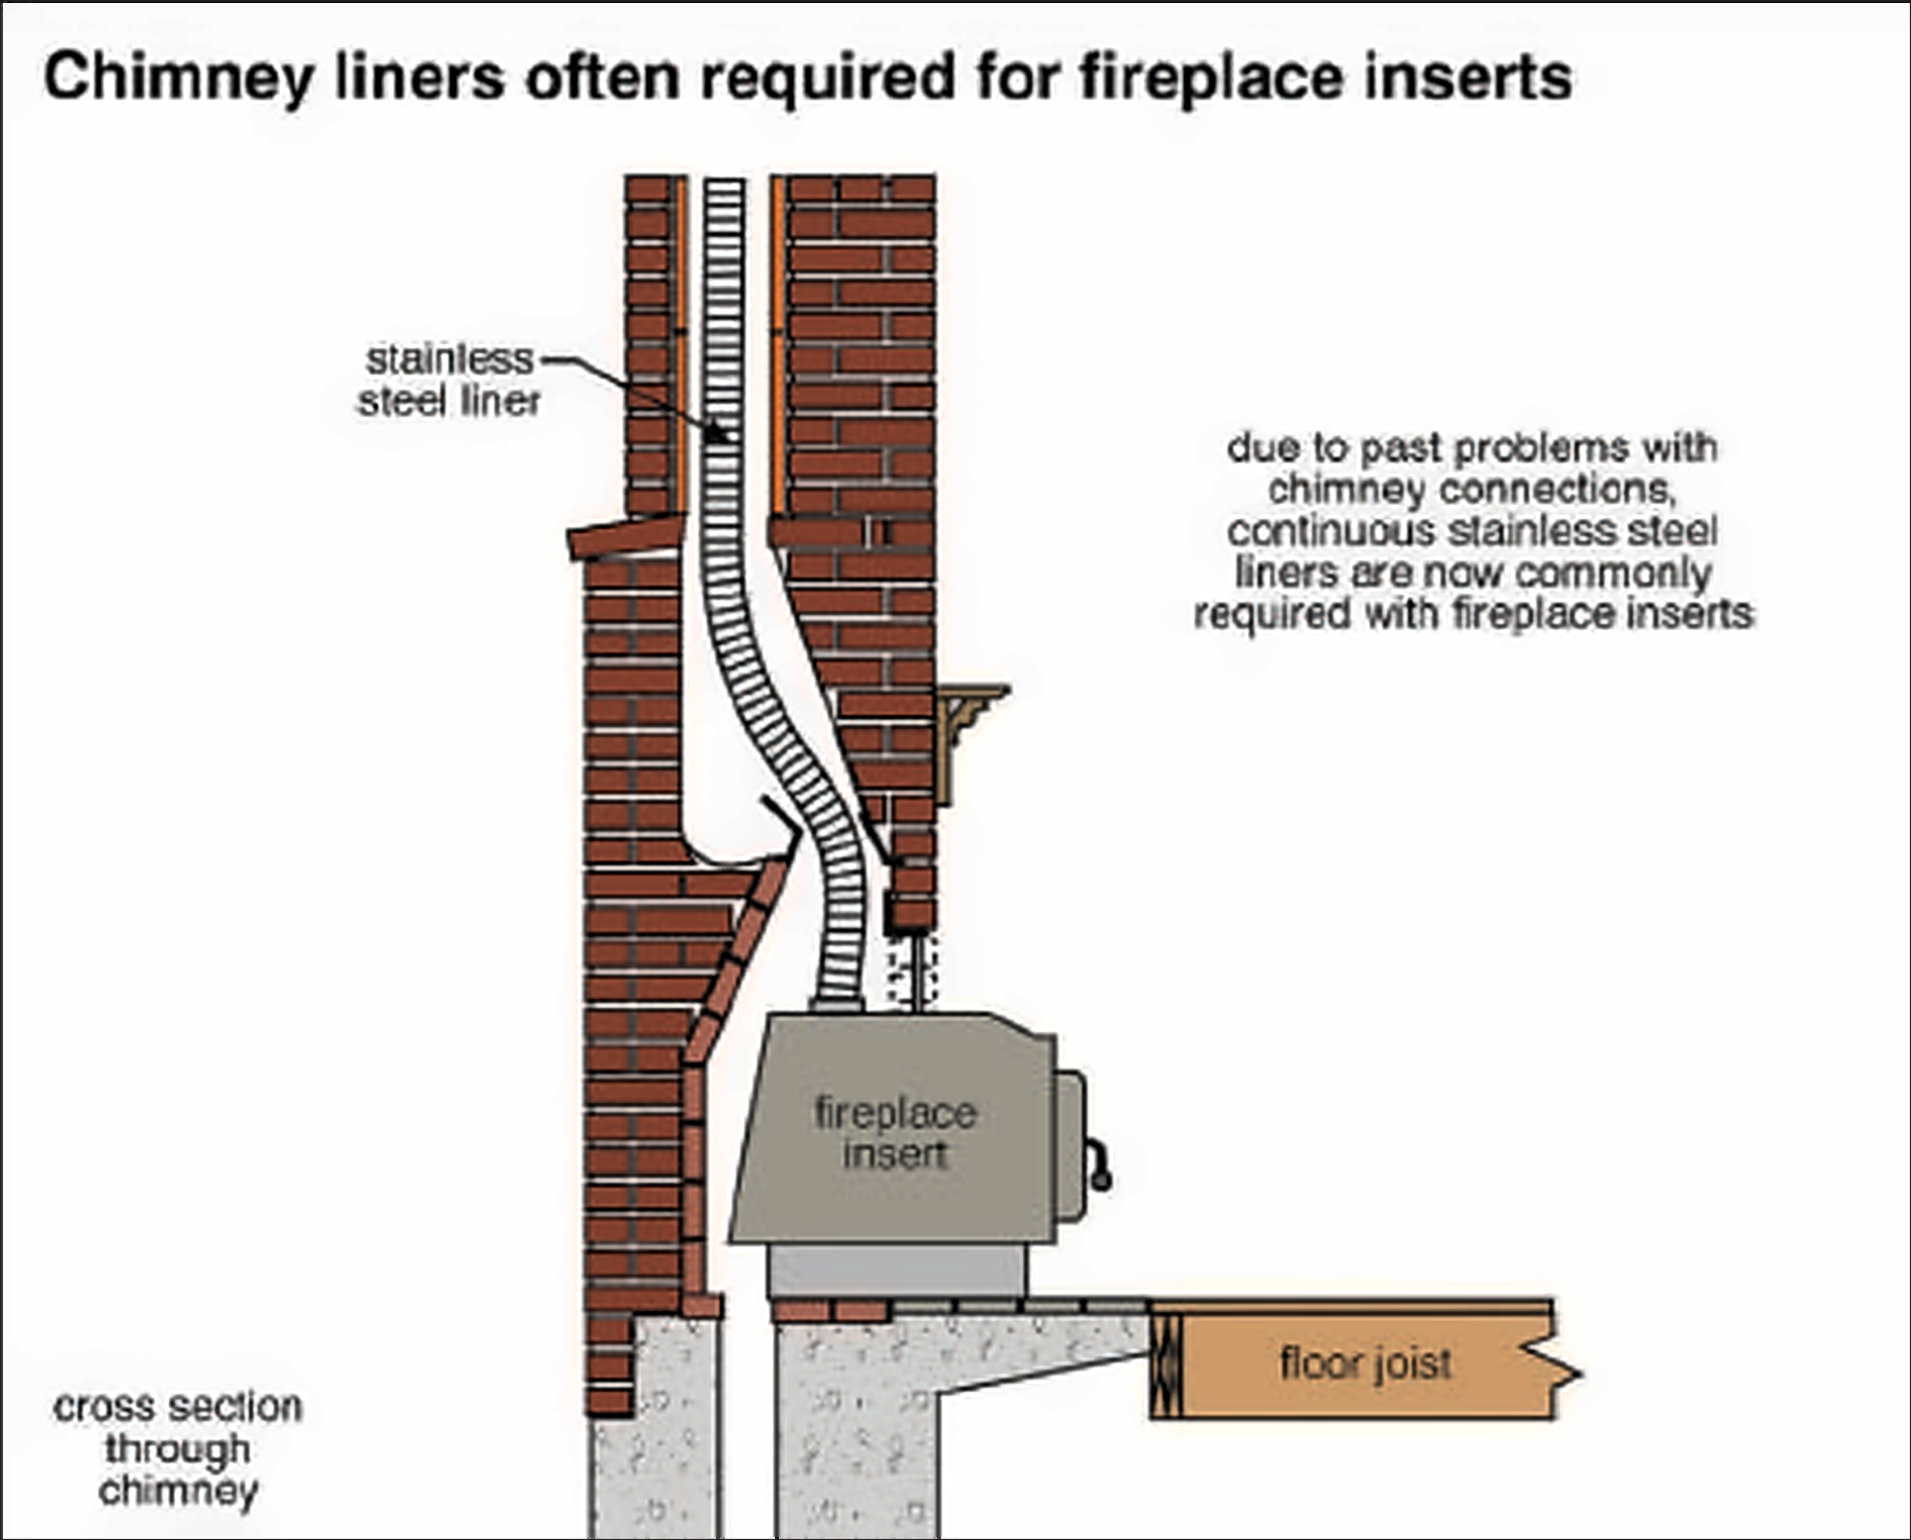 Chimney liners often required for fireplace inserts
stainless
steel liner
due to past problems with
chimney connections,
continuous stainless steel
liners are now commonly
required with fireplace inserts
fireplace
insert
floor joist
cross section
through
chimney